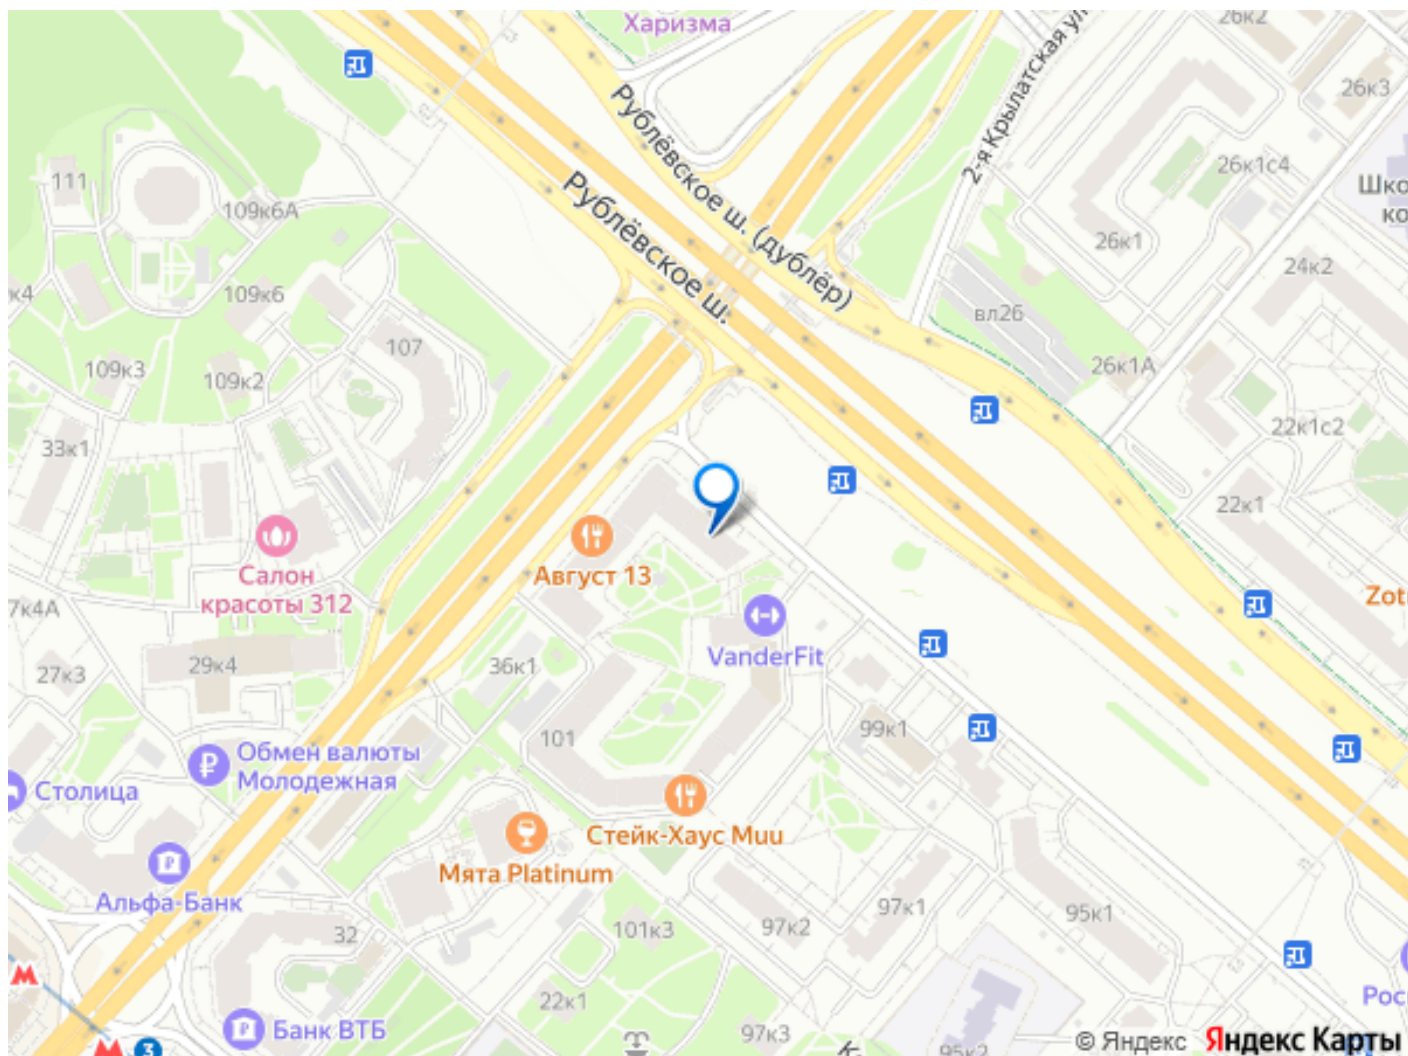 Харизма
26к2
26к3
2-я Крылатская ул.
Рублёвское ш. (дублёр)
Рублёвское ш.
26к1с4
111
109к6А
26к1
24к2
к4
109к6
вл26
107
109к3
109к2
26к1А
33к1
22к1с2
22к1
Август 13
Салон
красоты 312
7к4А
VanderFit
29к4
36к1
27к3
99к1
101
Обмен валюты
Молодежная
Столица
Стейк-Хаус Muu
Мята Platinum
Альфа-Банк
97к1
95к1
97к2
101к3
32
22к1
Банк ВТБ
97к3
95к2
3
© Яндекс Яндекс Карты